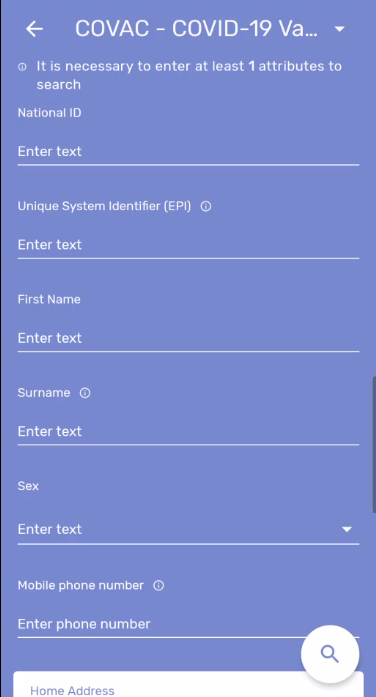 COVAC - COVID-19 Va...
It is necessary to enter at least 1 attributes to
search
National ID
Enter text
Unique System Identifier (EPI)
Enter text
First Name
Enter text
Surname
Enter text
Sex
Enter text
Mobile phone number
Enter phone number
Home Address